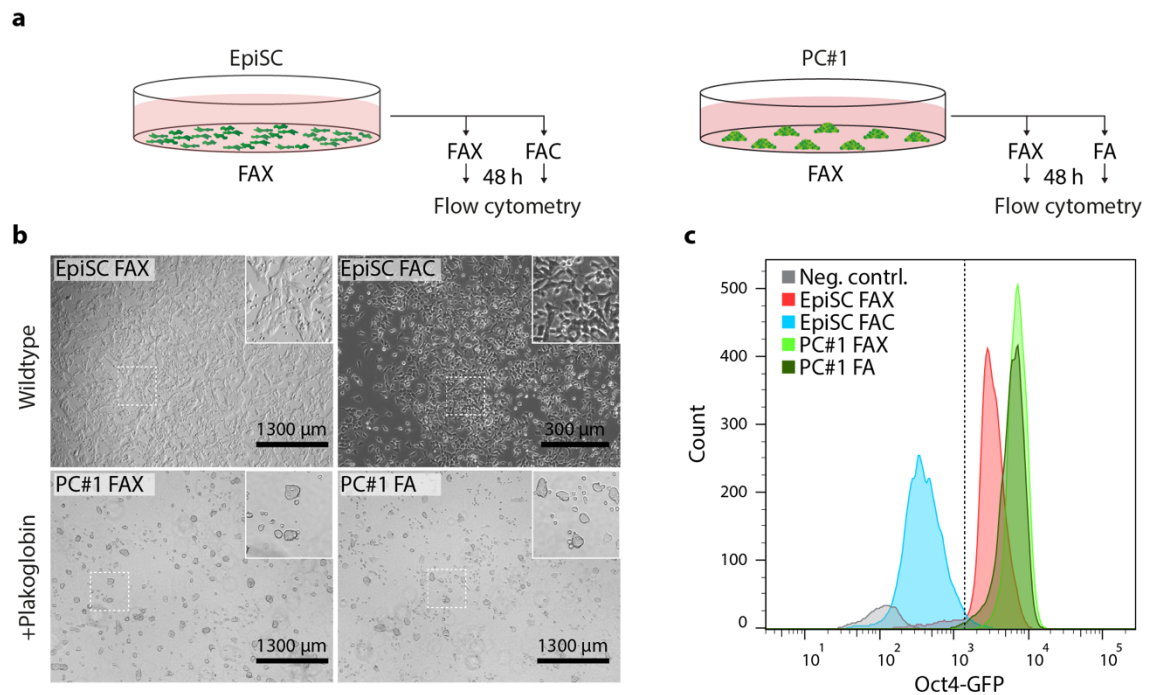 a
EpiSC
FAX
FAX FAC
48 h
Flow cytometry
PC#1
FAX
FAX FA
48 h
Flow cytometry
b
Wildtype
EpiSC FAX
1300 µm
EpiSC FAC
300 µm
+Plakoglobin
PC#1 FAX
1300 µm
PC#1 FA
1300 µm
c
Neg. contrl.
EpiSC FAX
EpiSC FAC
PC#1 FAX
PC#1 FA
Count
500
400
300
200
100
0
10¹ 10² 10³ 10⁴ 10⁵
Oct4-GFP